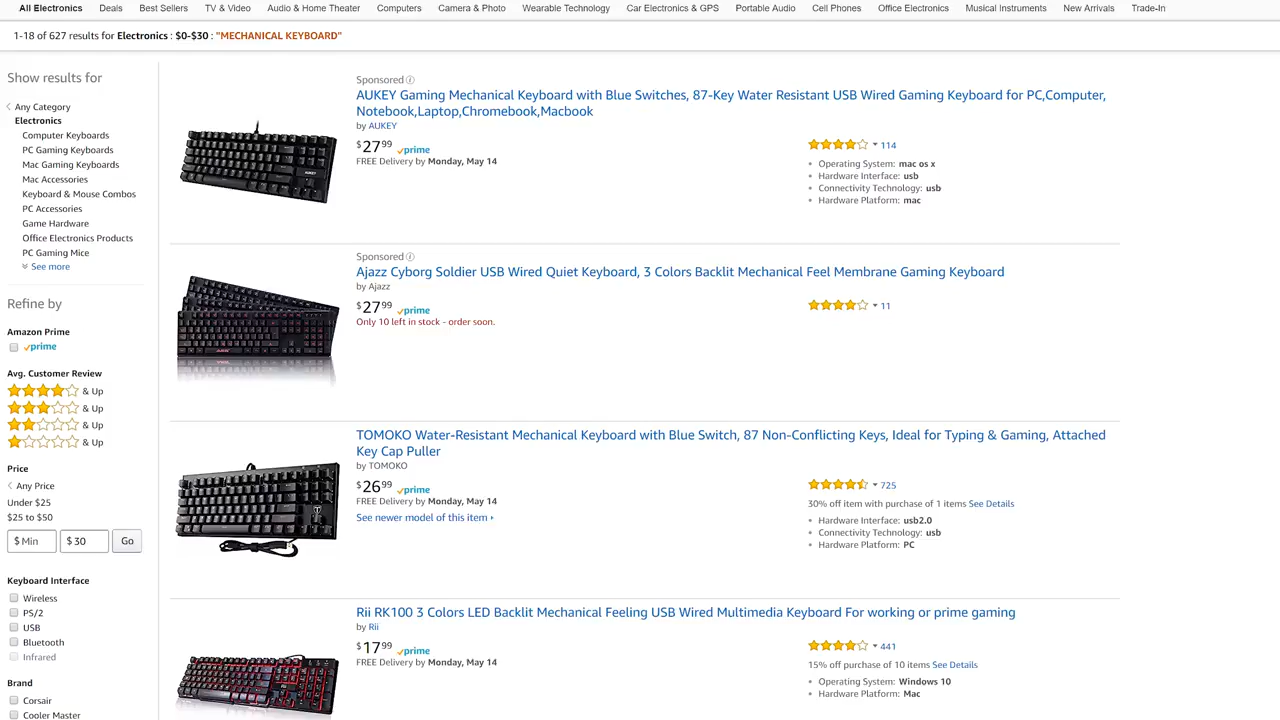 All Electronics Deals Best Sellers TV & Video Audio & Home Theater Computers Camera & Photo Wearable Technology Car Electronics & GPS Portable Audio Cell Phones Office Electronics Musical Instruments New Arrivals Trade-In
1-18 of 627 results for Electronics : $0-$30 : "MECHANICAL KEYBOARD"
Show results for
Any Category
Electronics
Computer Keyboards
PC Gaming Keyboards
Mac Gaming Keyboards
Mac Accessories
Keyboard & Mouse Combos
PC Accessories
Game Hardware
Office Electronics Products
PC Gaming Mice
See more
Refine by
Amazon Prime
prime
Avg. Customer Review
& Up
& Up
& Up
& Up
Price
Any Price
Under $25
$25 to $50
$ Min $ 30 Go
Keyboard Interface
Wireless
PS/2
USB
Bluetooth
Infrared
Brand
Corsair
Cooler Master
Sponsored
AUKEY Gaming Mechanical Keyboard with Blue Switches, 87-Key Water Resistant USB Wired Gaming Keyboard for PC,Computer,
Notebook,Laptop,Chromebook,Macbook
by AUKEY
$27 99 prime
FREE Delivery by Monday, May 14
114
Operating System: mac os x
Hardware Interface: usb
Connectivity Technology: usb
Hardware Platform: mac
Sponsored
Ajazz Cyborg Soldier USB Wired Quiet Keyboard, 3 Colors Backlit Mechanical Feel Membrane Gaming Keyboard
by Ajazz
$27 99 prime
Only 10 left in stock - order soon.
11
TOMOKO Water-Resistant Mechanical Keyboard with Blue Switch, 87 Non-Conflicting Keys, Ideal for Typing & Gaming, Attached
Key Cap Puller
by TOMOKO
$26 99 prime
FREE Delivery by Monday, May 14
See newer model of this item
725
30% off item with purchase of 1 items See Details
Hardware Interface: usb2.0
Connectivity Technology: usb
Hardware Platform: PC
Rii RK100 3 Colors LED Backlit Mechanical Feeling USB Wired Multimedia Keyboard For working or prime gaming
by Rii
$17 99 prime
FREE Delivery by Monday, May 14
441
15% off purchase of 10 items See Details
Operating System: Windows 10
Hardware Platform: Mac